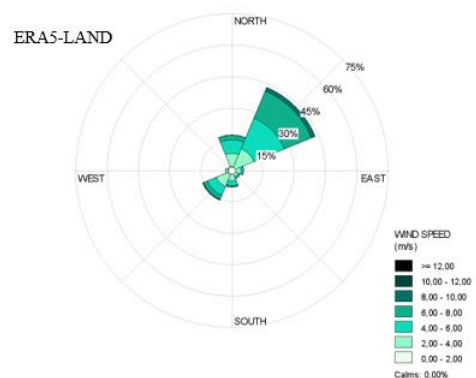 NORTH
ERA5-LAND
75%
60%
45%
30%
15%
WEST
EAST
SOUTH
WIND SPEED
(m/s)
>= 12,00
10,00 - 12,00
8,00 - 10,00
6,00 - 8,00
4,00 - 6,00
2,00 - 4,00
0,00 - 2,00
Calms: 0.00%